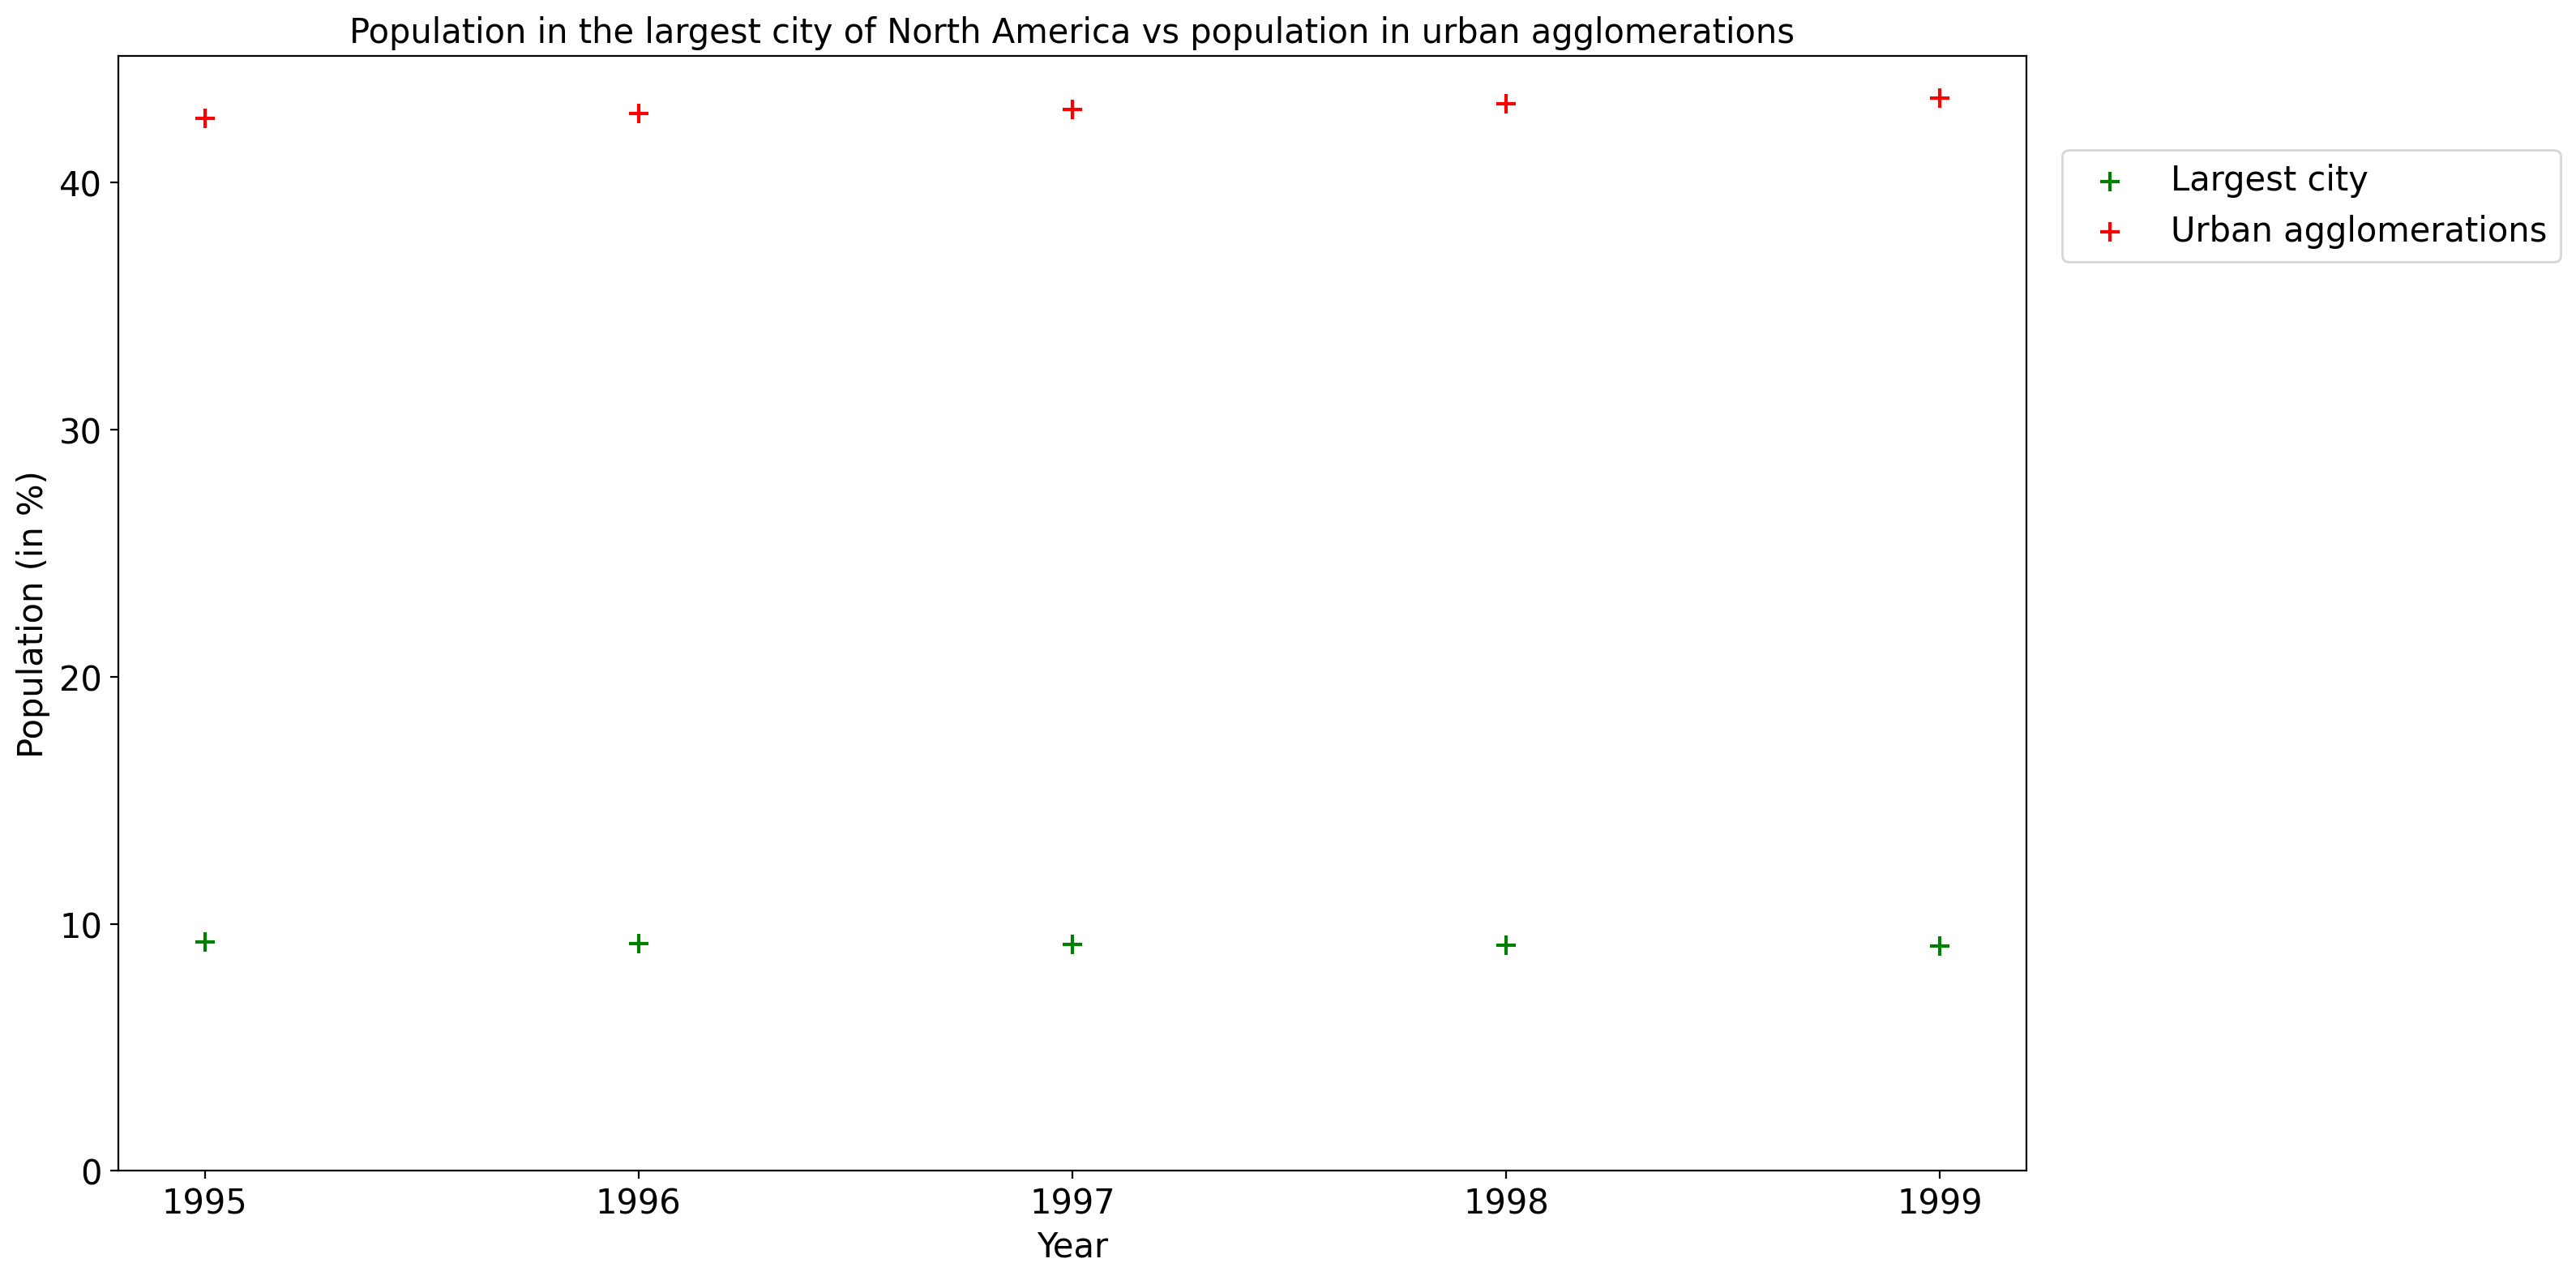 Population in the largest city of North America vs population in urban agglomerations
Largest city
Urban agglomerations
Population (in %)
40
30
20
10
0
1995 1996 1997 1998 1999
Year